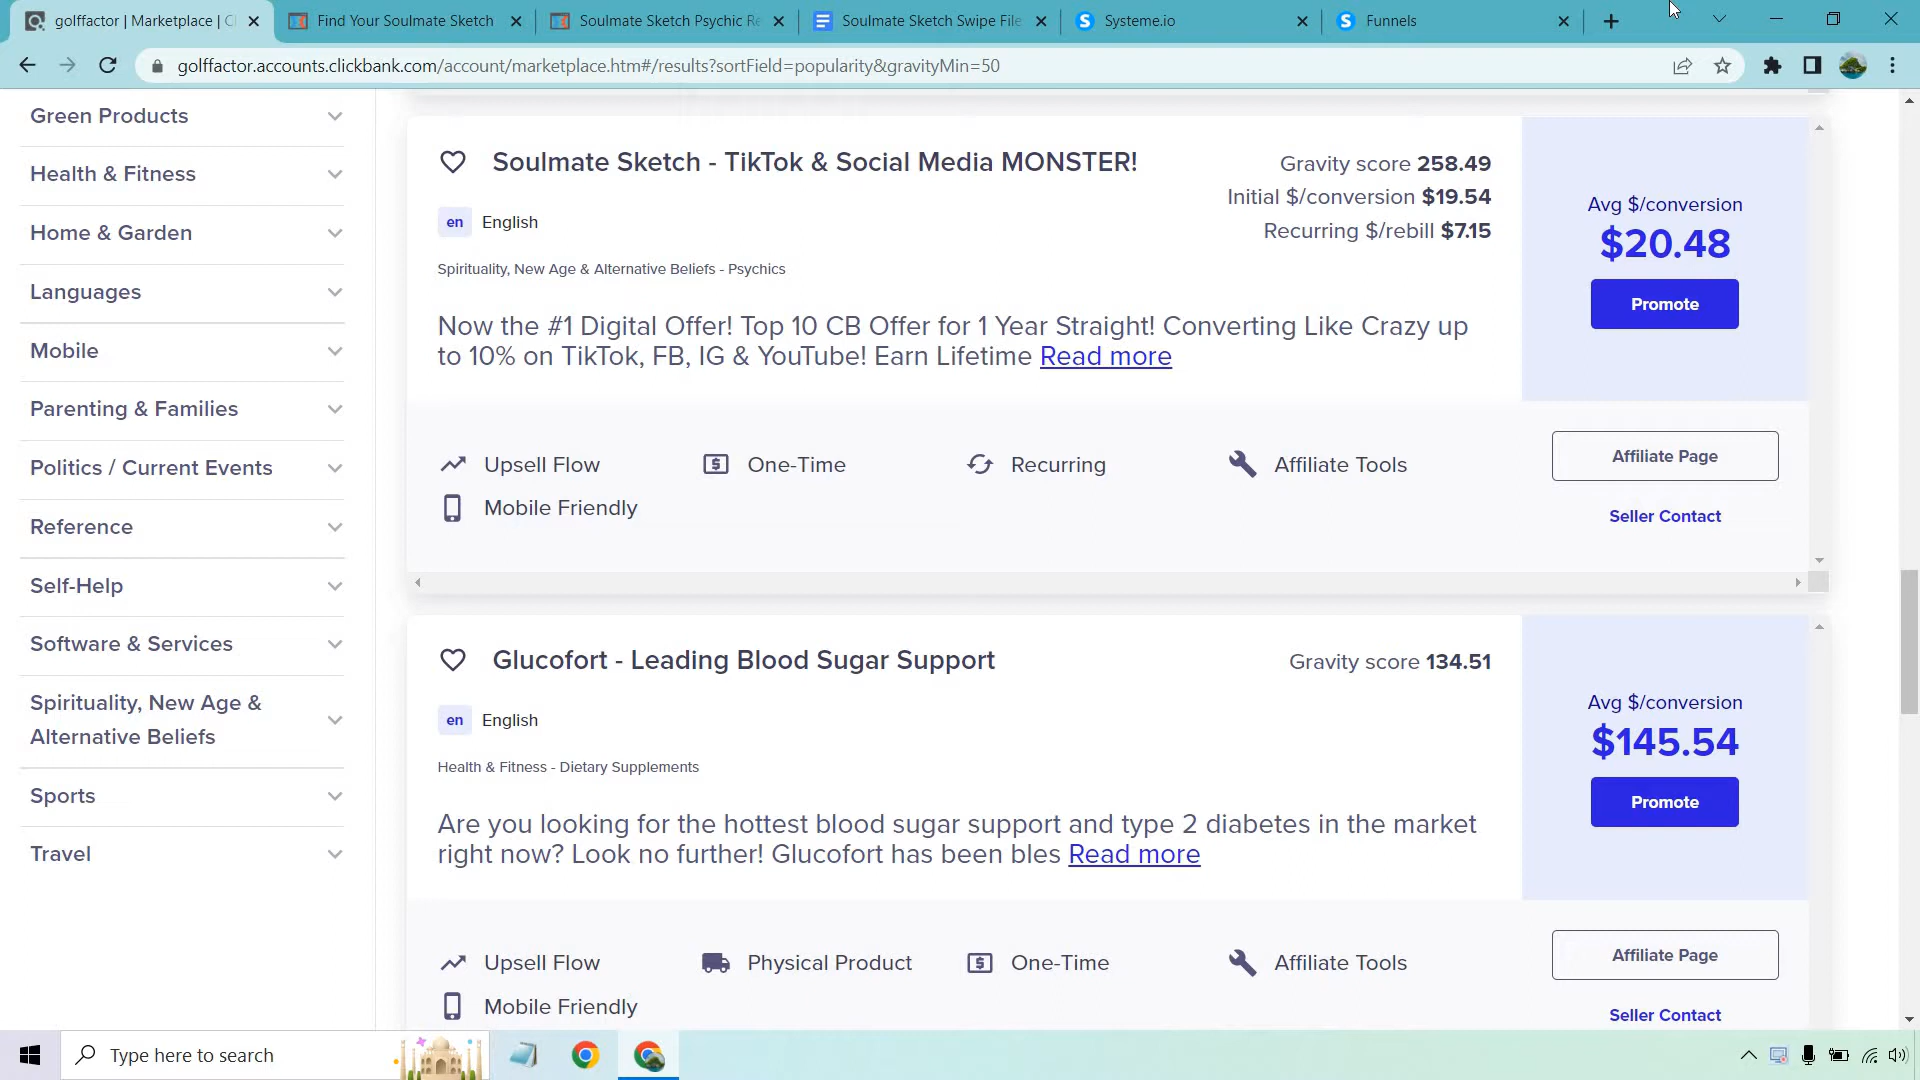 golffactor | Marketplace | C
Find Your Soulmate Sketch
Soulmate Sketch Psychic Re
Soulmate Sketch Swipe File
Systeme.io
Funnels
golffactor.accounts.clickbank.com/account/marketplace.htm#/results?sortField=popularity&gravityMin=50
Green Products
Health & Fitness
Home & Garden
Languages
Mobile
Parenting & Families
Politics / Current Events
Reference
Self-Help
Software & Services
Spirituality, New Age &
Alternative Beliefs
Sports
Travel
Soulmate Sketch - TikTok & Social Media MONSTER!
Gravity score 258.49
Initial $/conversion $19.54
Recurring $/rebill $7.15
en English
Spirituality, New Age & Alternative Beliefs - Psychics
Now the #1 Digital Offer! Top 10 CB Offer for 1 Year Straight! Converting Like Crazy up
to 10% on TikTok, FB, IG & YouTube! Earn Lifetime Read more
Avg $/conversion
$20.48
Promote
Upsell Flow
One-Time
Recurring
Affiliate Tools
Mobile Friendly
Affiliate Page
Seller Contact
Glucofort - Leading Blood Sugar Support
Gravity score 134.51
en English
Health & Fitness - Dietary Supplements
Are you looking for the hottest blood sugar support and type 2 diabetes in the market
right now? Look no further! Glucofort has been bles Read more
Avg $/conversion
$145.54
Promote
Upsell Flow
Physical Product
One-Time
Affiliate Tools
Mobile Friendly
Affiliate Page
Seller Contact
Type here to search